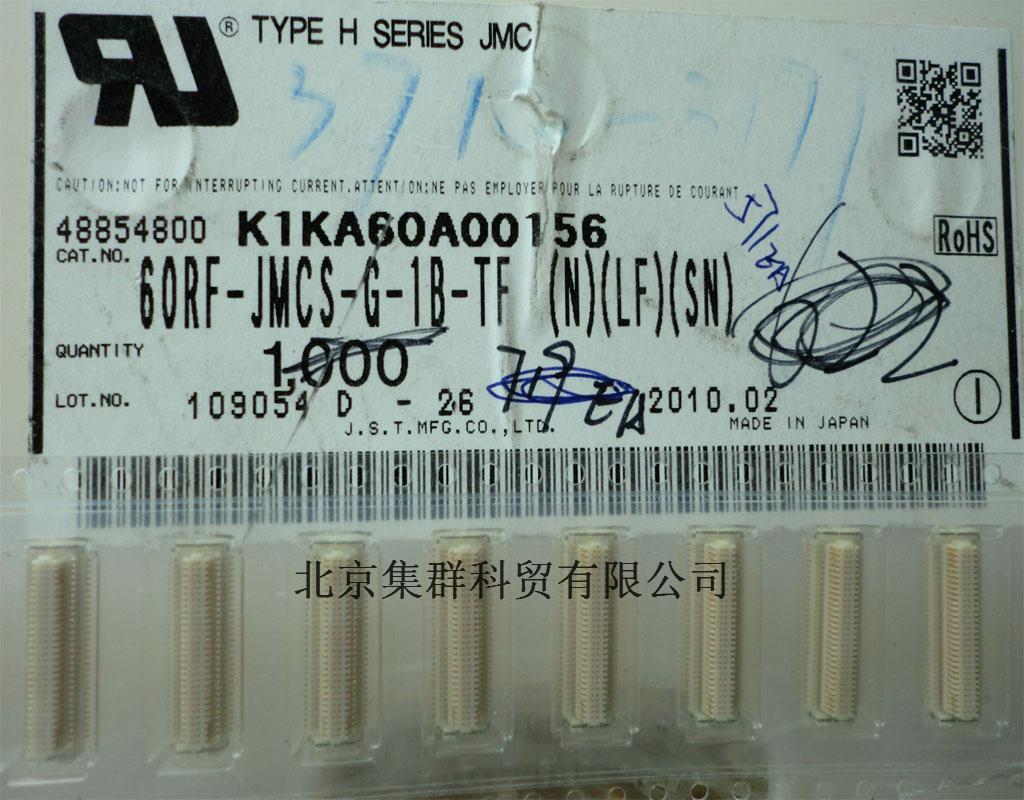 ® TYPE H SERIES JMC
CAUTION:NOT FOR INTERRUPTING CURRENT.ATTENTION:NE PAS EMPLOYER POUR LA RUPTURE DE COURANT
48854800 K1KA60A00156
RoHS
CAT.NO.
60RF-JMCS-G-1B-TF (N)(LF)(SN)
QUANTITY 1,000
LOT.NO. 109054 D - 26 2010.02
1
J.S.T.MFG.CO.,LTD. MADE IN JAPAN
北京集群科贸有限公司